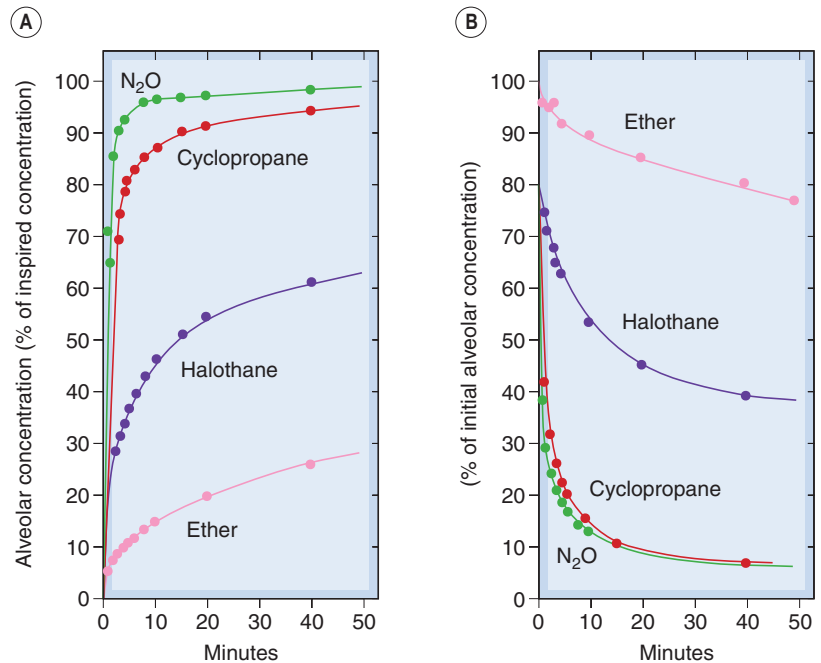 A
Alveolar concentration (% of inspired concentration)
100
90
80
70
60
50
40
30
20
10
0
N₂O
Cyclopropane
Halothane
Ether
0 10 20 30 40 50
Minutes
B
(% of initial alveolar concentration)
100
90
80
70
60
50
40
30
20
10
0
Ether
Halothane
Cyclopropane
N₂O
0 10 20 30 40 50
Minutes